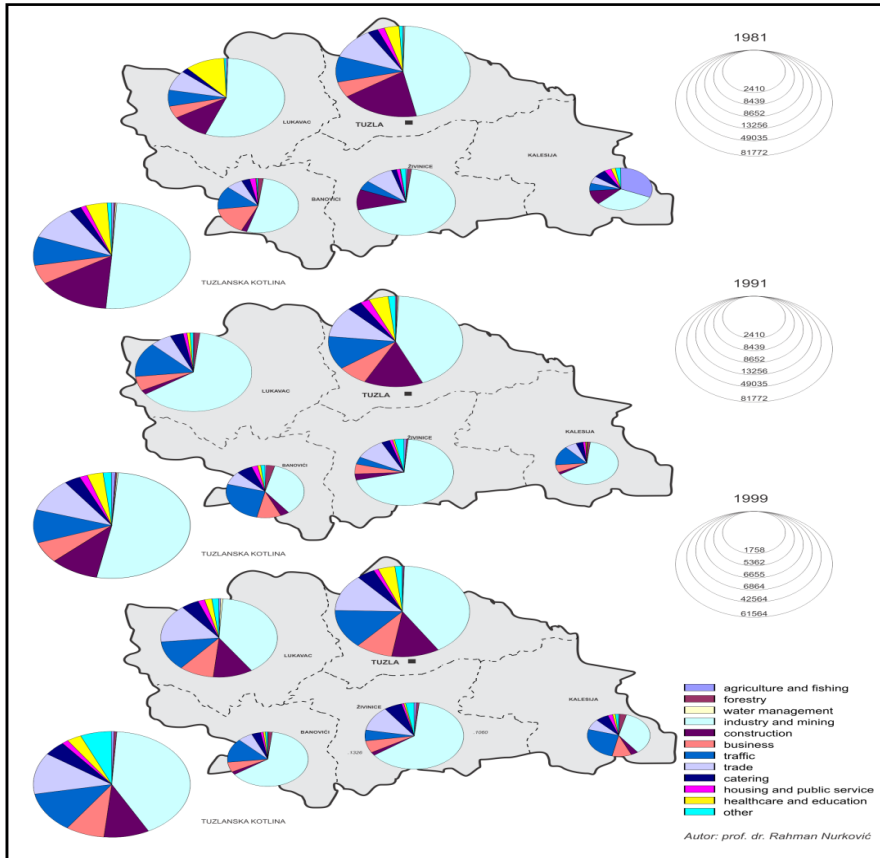 1981
2410
8439
8652
13256
49035
81772
LUKAVAC
TUZLA
ŽIVINICE
KALESIJA
BANOVIĆI
TUZLANSKA KOTLINA
1991
2410
8439
8652
13256
49035
81772
LUKAVAC
TUZLA
KALESIJA
ŽIVINICE
BANOVIĆI
TUZLANSKA KOTLINA
1999
1758
5362
6655
6864
42564
61564
LUKAVAC
TUZLA
KALESIJA
ŽIVINICE
BANOVIĆI
.1326
.1060
TUZLANSKA KOTLINA
agriculture and fishing
forestry
water management
industry and mining
construction
business
traffic
trade
catering
housing and public service
healthcare and education
other
Autor: prof. dr. Rahman Nurković